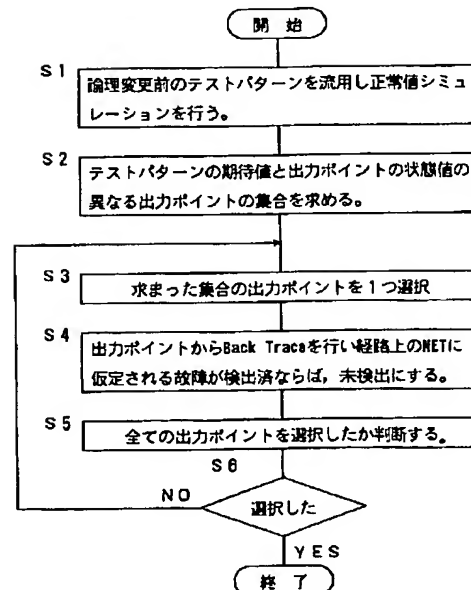 開 始
S1
論理変更前のテストパターンを流用し正常値シミュ
レーションを行う。
S2
テストパターンの期待値と出力ポイントの状態値の
異なる出力ポイントの集合を求める。
S3
求まった集合の出力ポイントを1つ選択
S4
出力ポイントからBack Traceを行い経路上のNETに
仮定される故障が検出済ならば,未検出にする。
S5
全ての出力ポイントを選択したか判断する。
S6
NO
選択した
YES
終 了